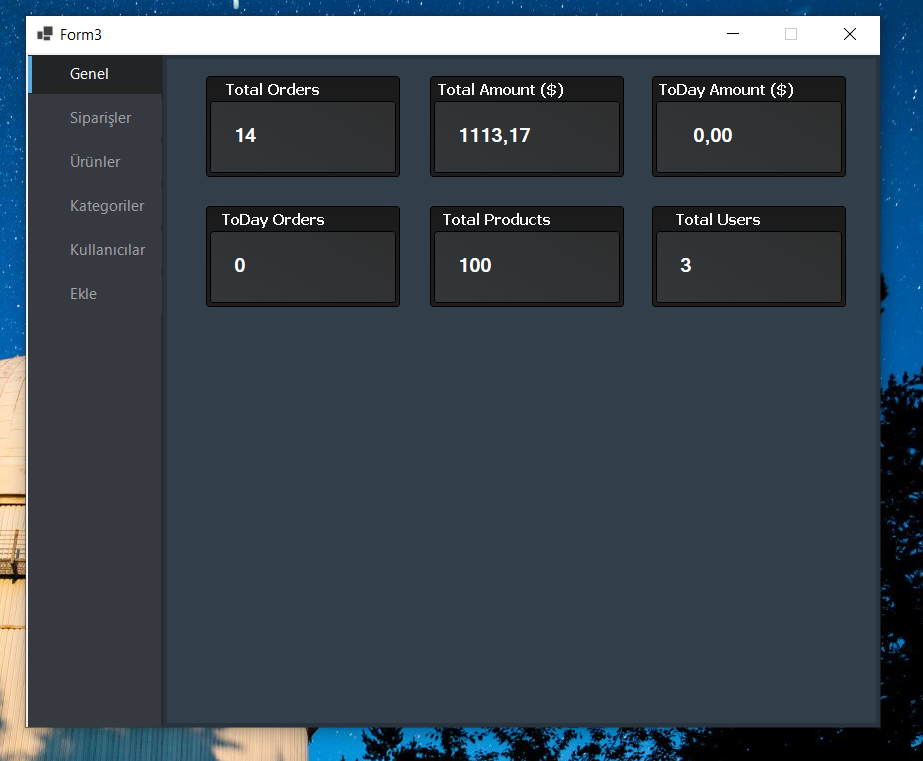 Form3
Genel
Siparişler
Ürünler
Kategoriler
Kullanıcılar
Ekle
Total Orders
14
Total Amount ($)
1113,17
ToDay Amount ($)
0,00
ToDay Orders
0
Total Products
100
Total Users
3